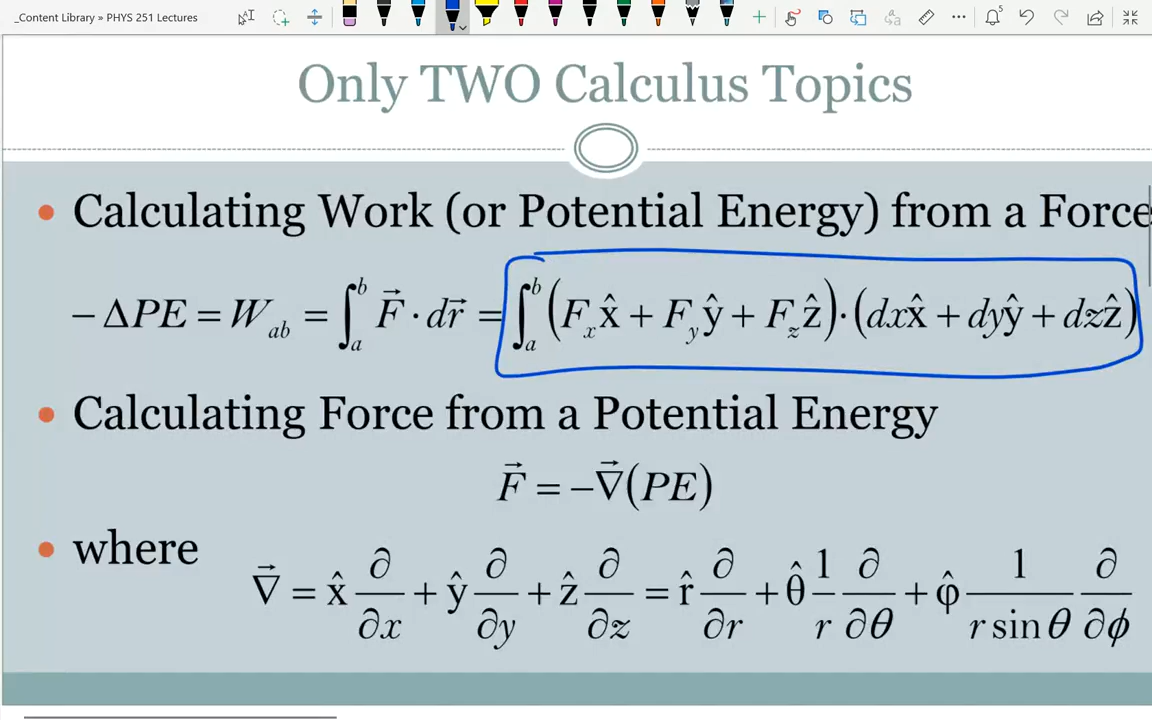 _Content Library » PHYS 251 Lectures
5
Only TWO Calculus Topics
• Calculating Work (or Potential Energy) from a Force
− ΔPE = W_ab = ∫_a^b F⃗ · dr⃗ = ∫_a^b (F_x x̂ + F_y ŷ + F_z ẑ) · (dx x̂ + dy ŷ + dz ẑ)
• Calculating Force from a Potential Energy
F⃗ = −∇⃗(PE)
• where
∇⃗ = x̂ ∂/∂x + ŷ ∂/∂y + ẑ ∂/∂z = r̂ ∂/∂r + θ̂ 1/r ∂/∂θ + φ̂ 1/(r sin θ) ∂/∂ϕ